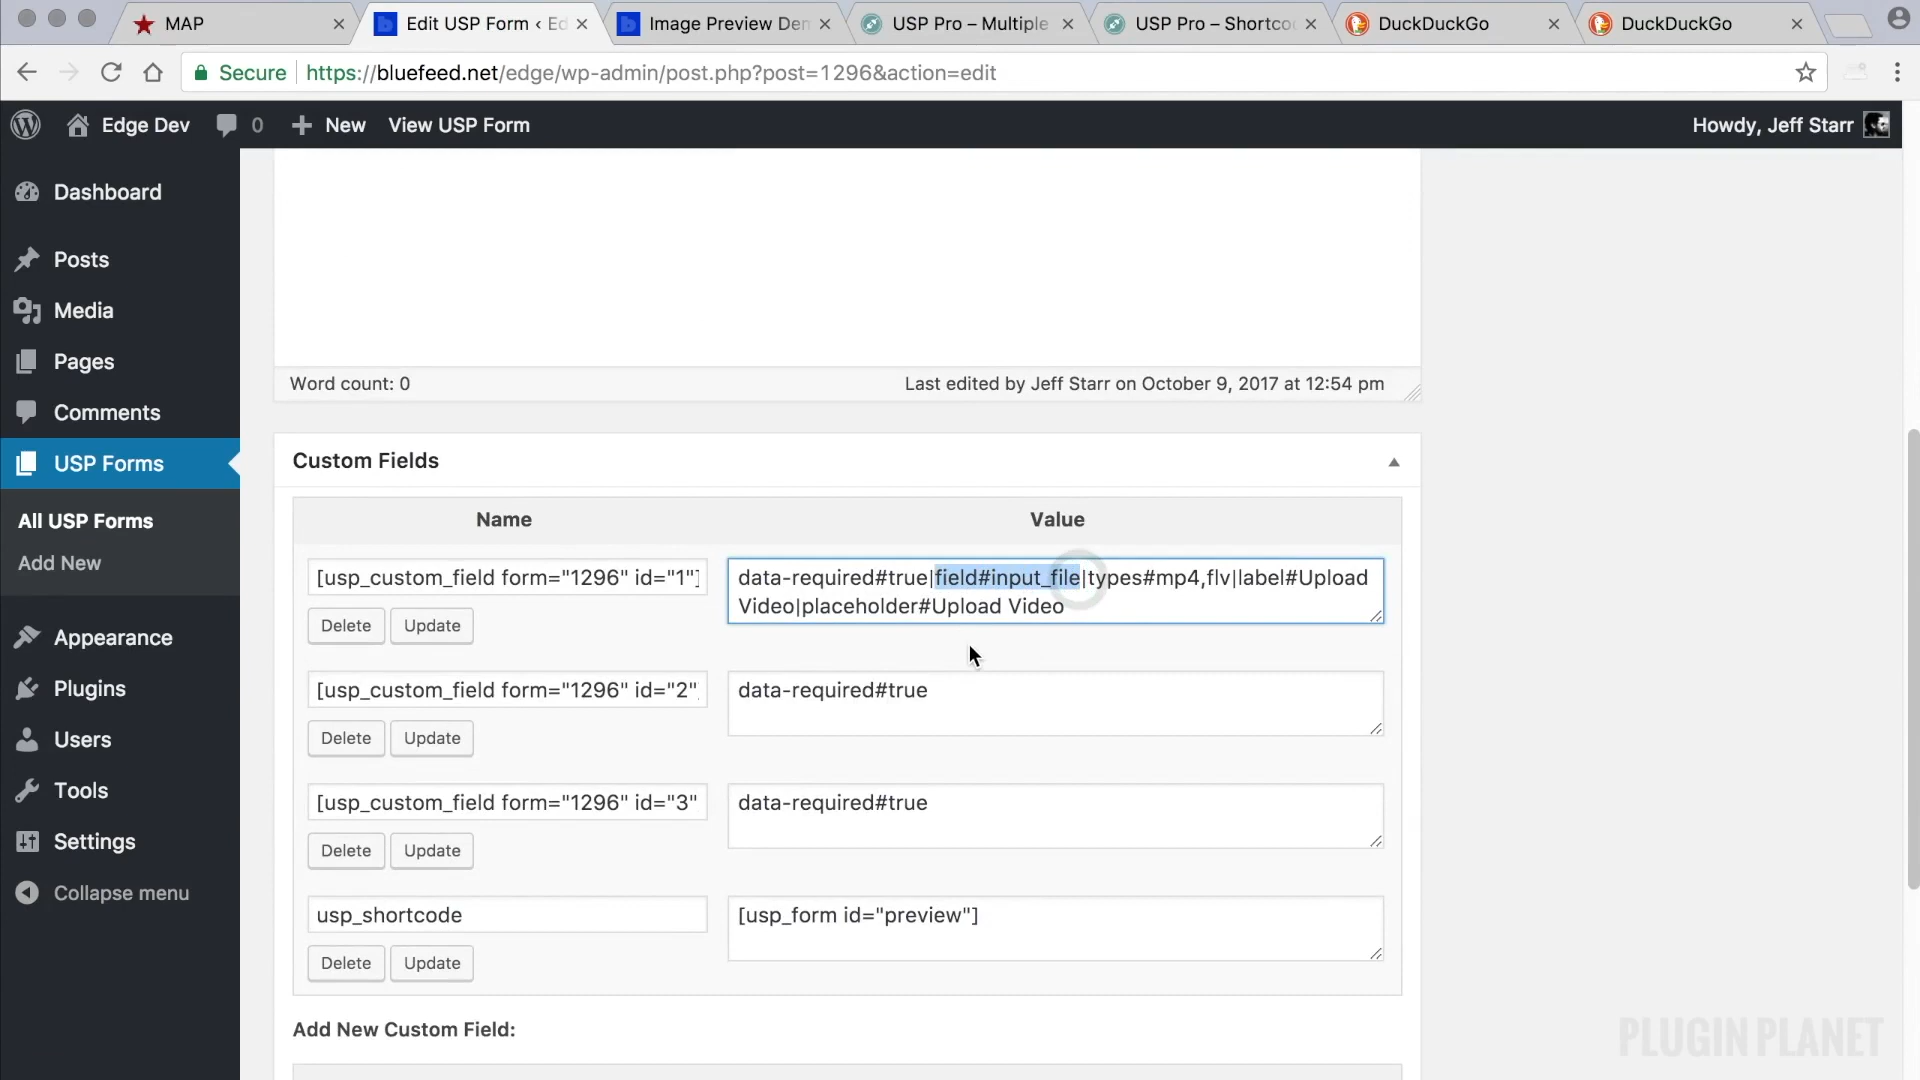 MAP
Edit USP Form ‹ Ed
Image Preview Den
USP Pro – Multiple
USP Pro – Shortco
DuckDuckGo
DuckDuckGo
Secure
https://bluefeed.net/edge/wp-admin/post.php?post=1296&action=edit
Edge Dev
0
New
View USP Form
Howdy, Jeff Starr
Dashboard
Posts
Media
Pages
Comments
USP Forms
All USP Forms
Add New
Appearance
Plugins
Users
Tools
Settings
Collapse menu
Word count: 0
Last edited by Jeff Starr on October 9, 2017 at 12:54 pm
Custom Fields
Name
Value
[usp_custom_field form="1296" id="1"]
data-required#true|field#input_file|types#mp4,flv|label#Upload
Video|placeholder#Upload Video
Delete
Update
[usp_custom_field form="1296" id="2"
data-required#true
Delete
Update
[usp_custom_field form="1296" id="3"
data-required#true
Delete
Update
usp_shortcode
[usp_form id="preview"]
Delete
Update
Add New Custom Field:
PLUGIN PLANET